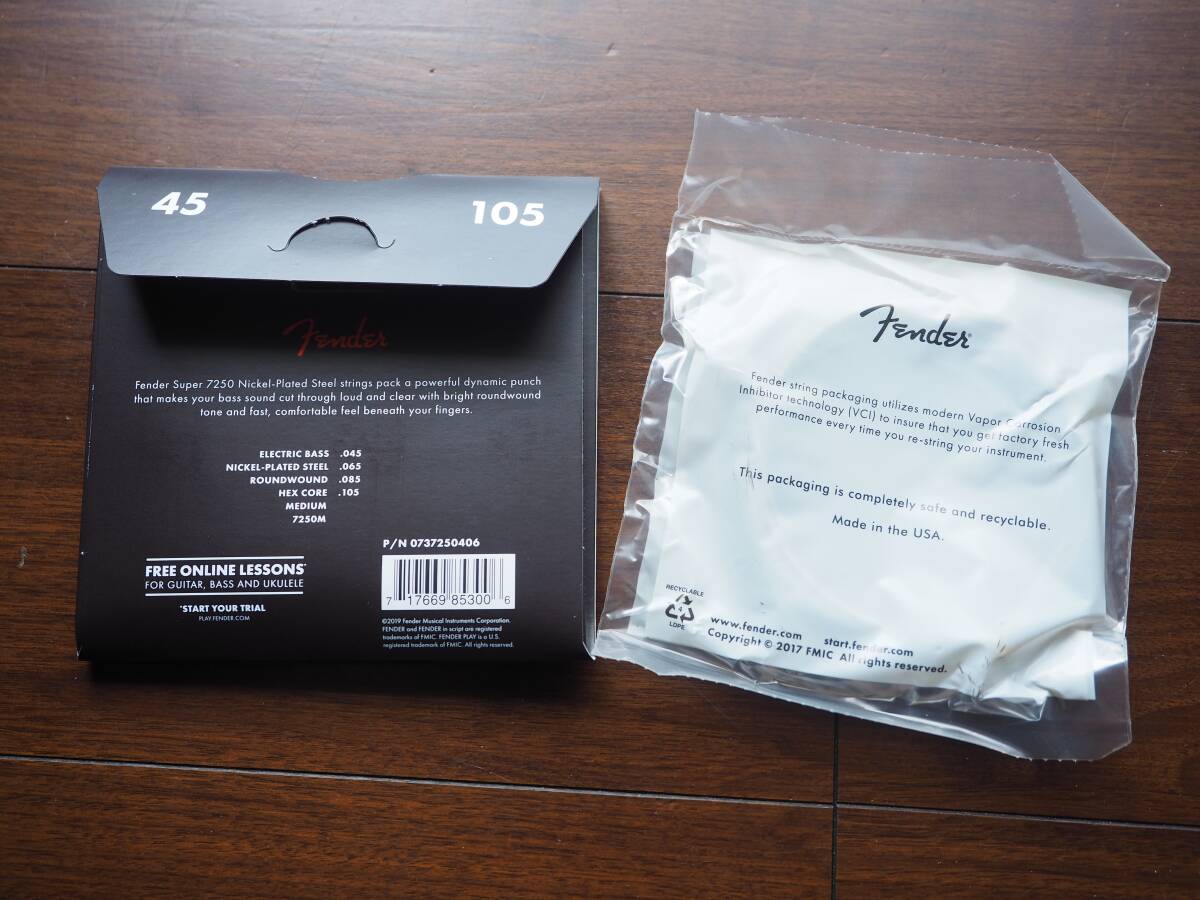 45
105
Fender
Fender Super 7250 Nickel-Plated Steel strings pack a powerful dynamic punch
that makes your bass sound cut through loud and clear with bright roundwound
tone and fast, comfortable feel beneath your fingers.
ELECTRIC BASS .045
NICKEL-PLATED STEEL .065
ROUNDWOUND .085
HEX CORE .105
MEDIUM
7250M
FREE ONLINE LESSONS*
FOR GUITAR, BASS AND UKULELE
*START YOUR TRIAL
PLAY.FENDER.COM
P/N 0737250406
7 17669 85300 6
©2019 Fender Musical Instruments Corporation.
FENDER and FENDER in script are registered
trademarks of FMIC. FENDER PLAY is a U.S.
registered trademark of FMIC. All rights reserved.
Fender®
Fender string packaging utilizes modern Vapor Corrosion
Inhibitor technology (VCI) to insure that you get factory fresh
performance every time you re-string your instrument.
This packaging is completely safe and recyclable.
Made in the USA.
RECYCLABLE
4
LDPE
www.fender.com start.fender.com
Copyright © 2017 FMIC All rights reserved.